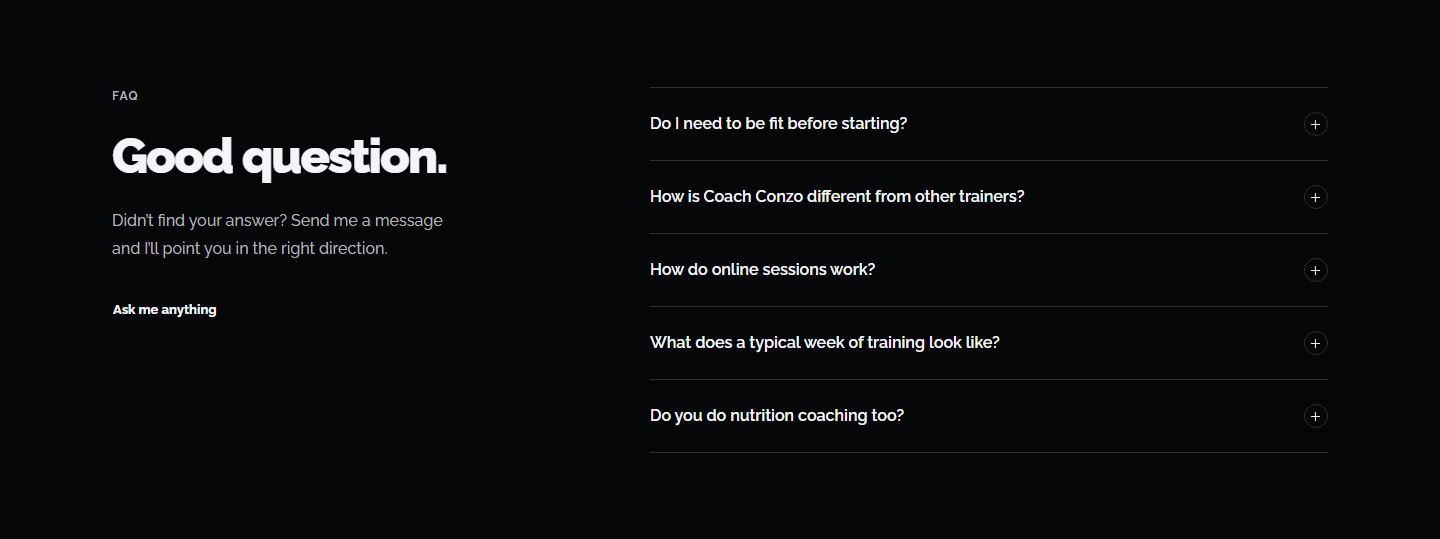 FAQ
Good question.
Didn't find your answer? Send me a message
and I'll point you in the right direction.
Ask me anything
Do I need to be fit before starting?
How is Coach Conzo different from other trainers?
How do online sessions work?
What does a typical week of training look like?
Do you do nutrition coaching too?